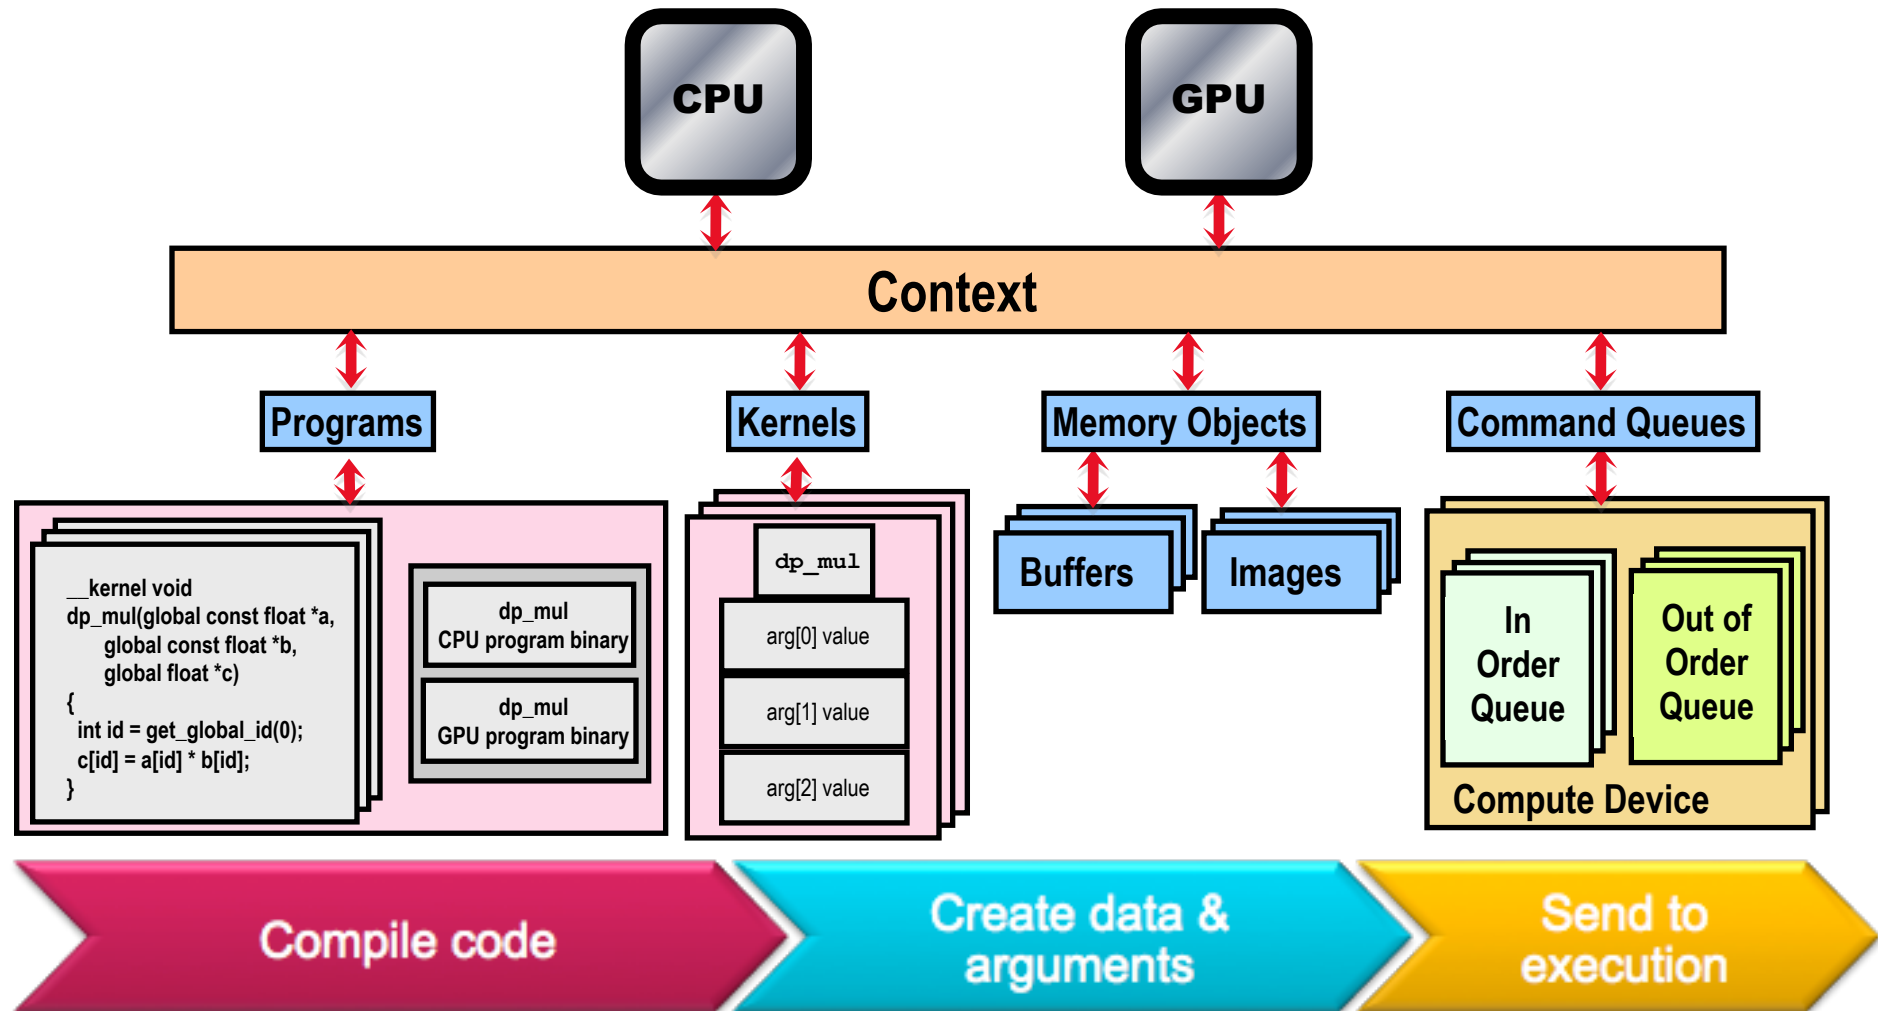 CPU
GPU
Context
Programs
Kernels
Memory Objects
Command Queues
__kernel void
dp_mul(global const float *a,
global const float *b,
global float *c)
{
int id = get_global_id(0);
c[id] = a[id] * b[id];
}
dp_mul
CPU program binary
dp_mul
GPU program binary
dp_mul
arg[0] value
arg[1] value
arg[2] value
Buffers
Images
In
Order
Queue
Out of
Order
Queue
Compute Device
Compile code
Create data &
arguments
Send to
execution